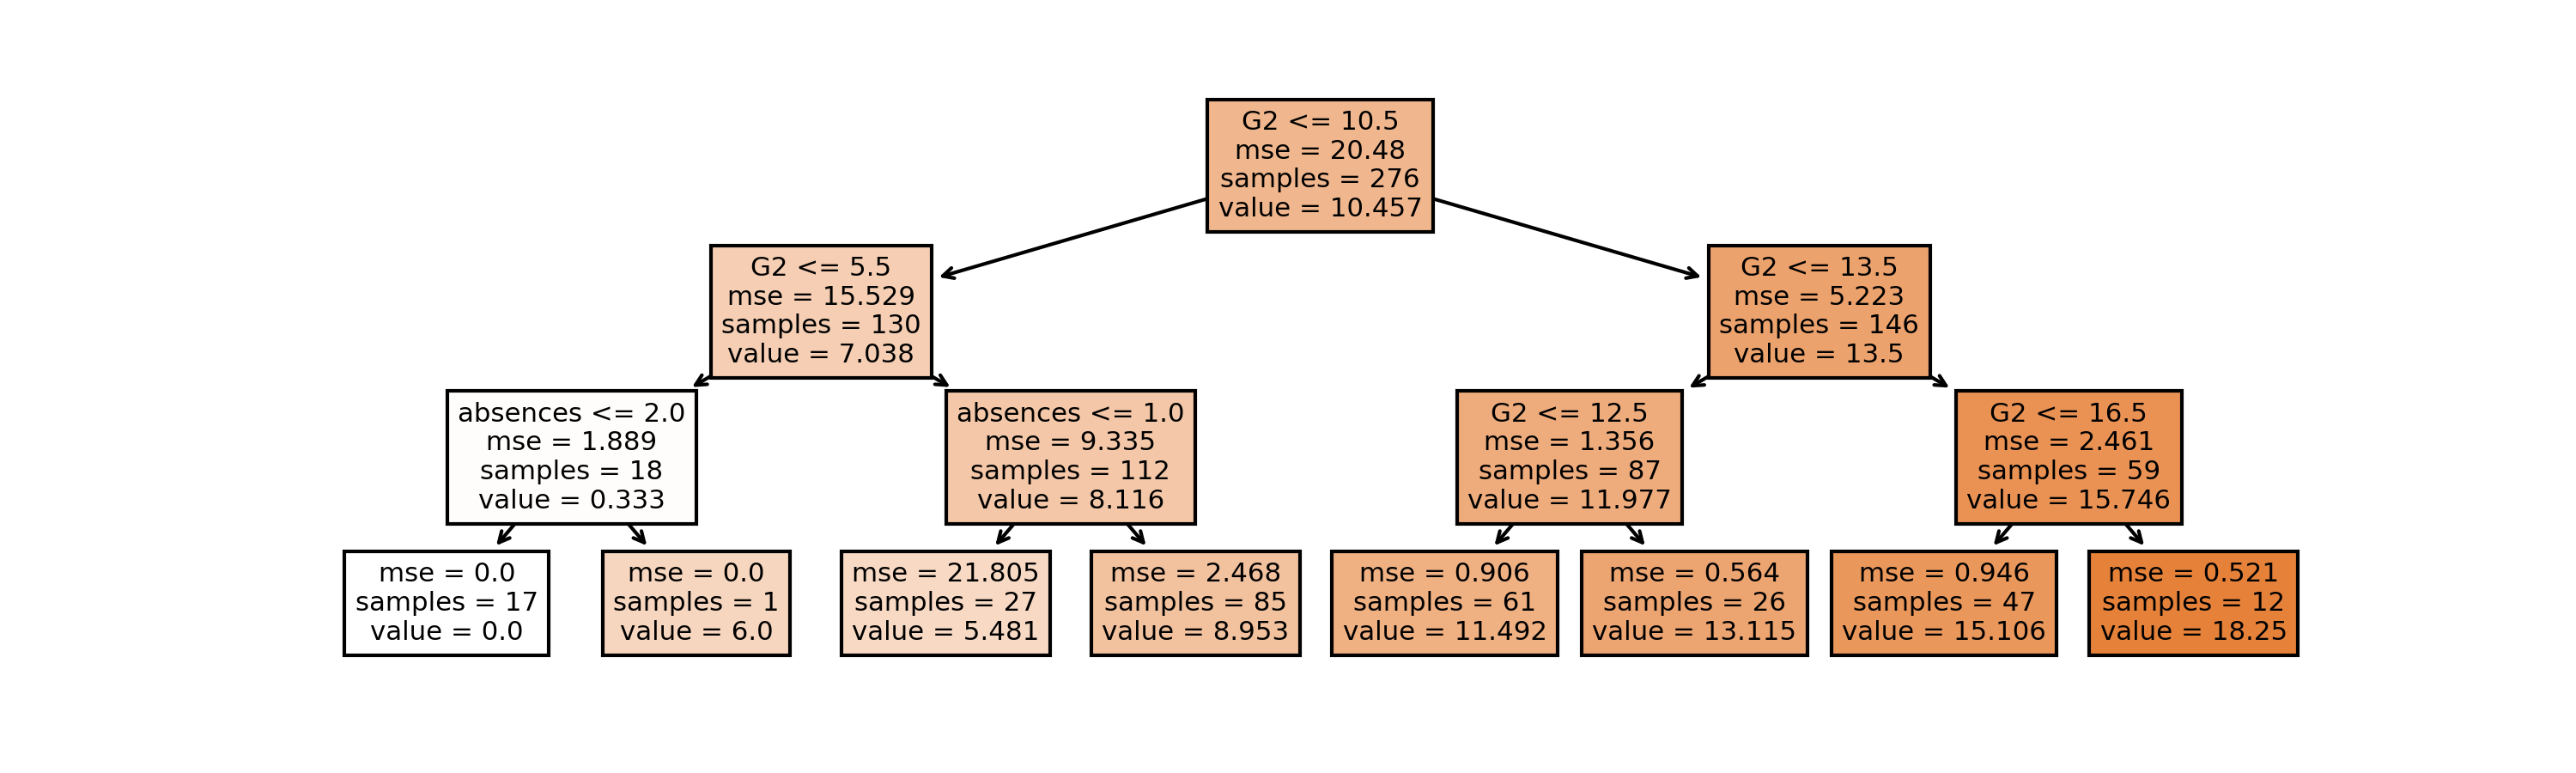 G2 <= 10.5
mse = 20.48
samples = 276
value = 10.457
G2 <= 5.5
mse = 15.529
samples = 130
value = 7.038
G2 <= 13.5
mse = 5.223
samples = 146
value = 13.5
absences <= 2.0
mse = 1.889
samples = 18
value = 0.333
absences <= 1.0
mse = 9.335
samples = 112
value = 8.116
G2 <= 12.5
mse = 1.356
samples = 87
value = 11.977
G2 <= 16.5
mse = 2.461
samples = 59
value = 15.746
mse = 0.0
samples = 17
value = 0.0
mse = 0.0
samples = 1
value = 6.0
mse = 21.805
samples = 27
value = 5.481
mse = 2.468
samples = 85
value = 8.953
mse = 0.906
samples = 61
value = 11.492
mse = 0.564
samples = 26
value = 13.115
mse = 0.946
samples = 47
value = 15.106
mse = 0.521
samples = 12
value = 18.25